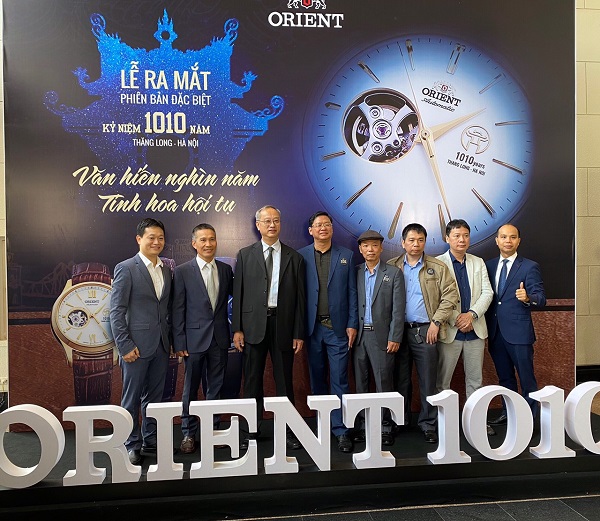 ORIENT
LỄ RA MẮT
PHIÊN BẢN ĐẶC BIỆT
KỶ NIỆM 1010 NĂM
THĂNG LONG - HÀ NỘI
Văn hiến nghìn năm
Tinh hoa hội tụ
ORIENT
Automatic
1010 years
THĂNG LONG - HÀ NỘI
ORIENT
ORIENT 1010